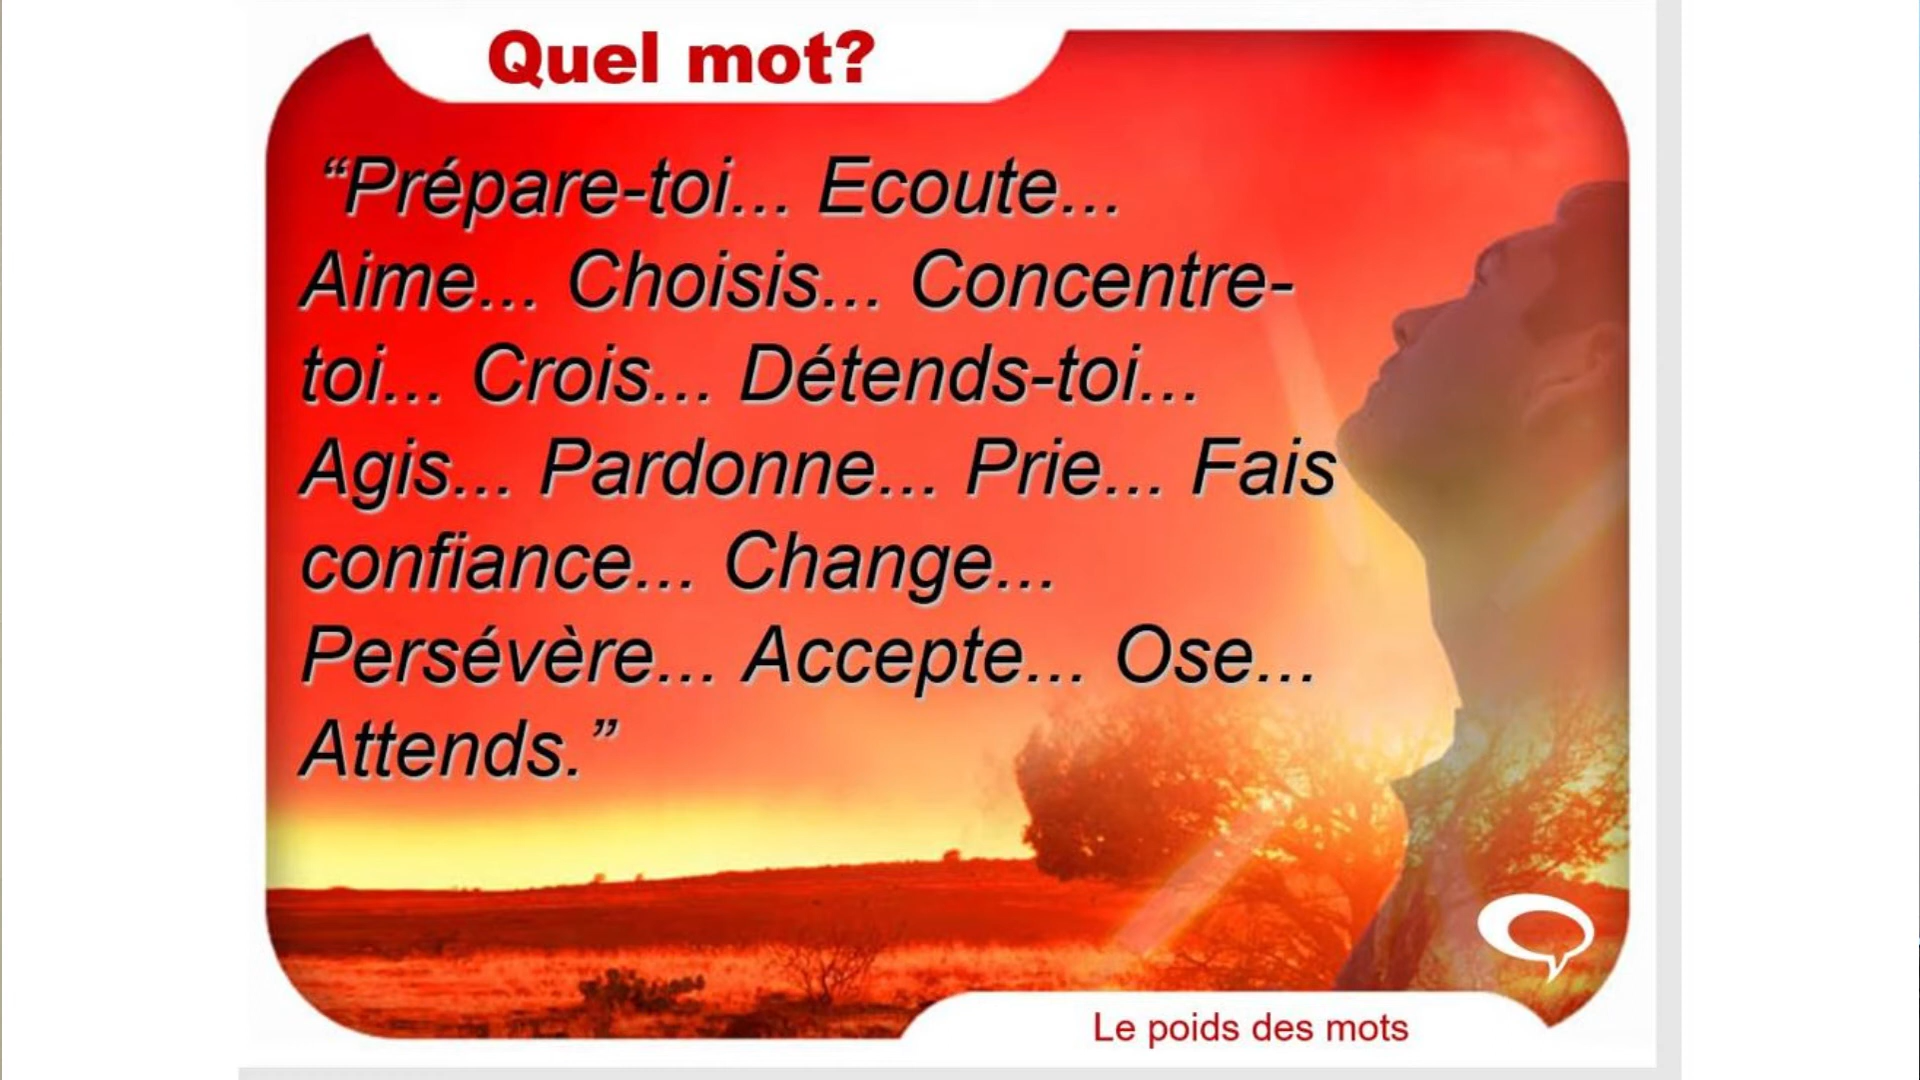 Quel mot?
“Prépare-toi... Ecoute...
Aime... Choisis... Concentre-
toi... Crois... Détends-toi...
Agis... Pardonne... Prie... Fais
confiance... Change...
Persévère... Accepte... Ose...
Attends.”
Le poids des mots